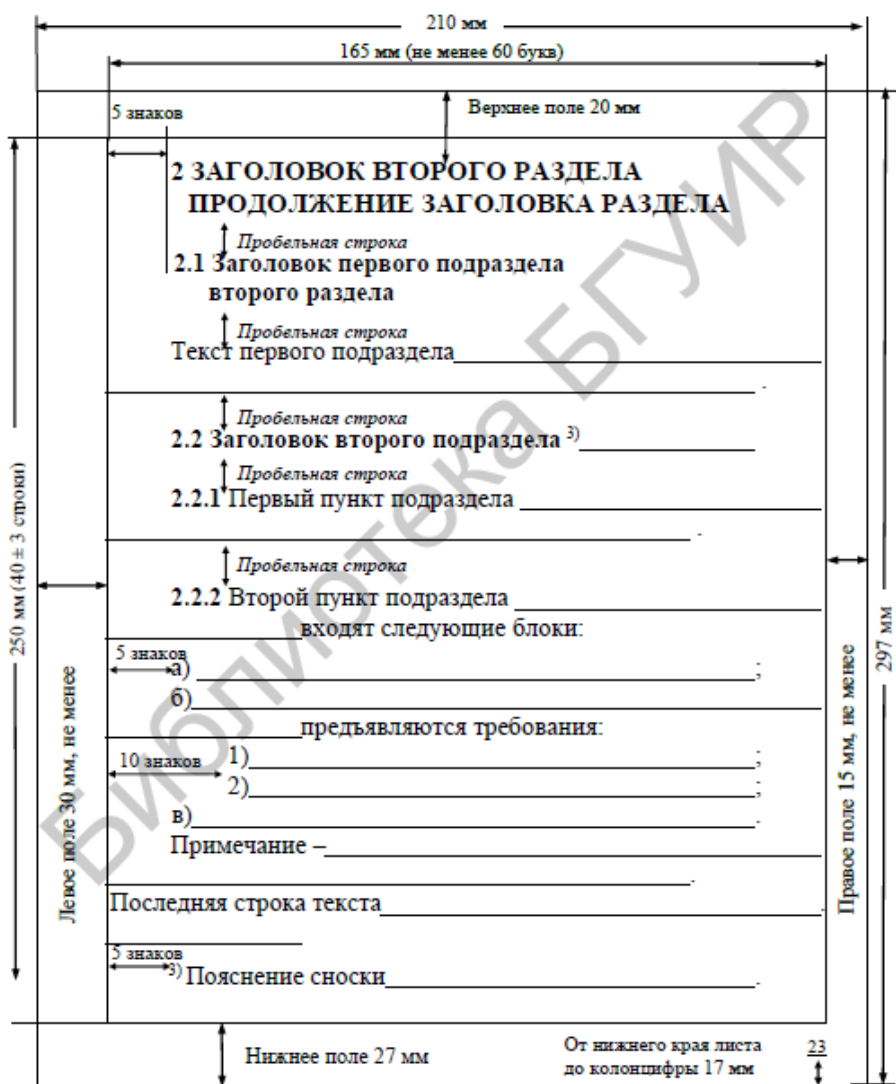 210 мм
165 мм (не менее 60 букв)
5 знаков
Верхнее поле 20 мм
2 ЗАГОЛОВОК ВТОРОГО РАЗДЕЛА
ПРОДОЛЖЕНИЕ ЗАГОЛОВКА РАЗДЕЛА
Пробельная строка
2.1 Заголовок первого подраздела
второго раздела
Пробельная строка
Текст первого подраздела
.
Пробельная строка
2.2 Заголовок второго подраздела 3)
Пробельная строка
2.2.1 Первый пункт подраздела
.
Пробельная строка
2.2.2 Второй пункт подраздела
входят следующие блоки:
5 знаков
а) ;
б)
предъявляются требования:
10 знаков 1) ;
2) ;
в) .
Примечание –
.
Последняя строка текста .
5 знаков
3) Пояснение сноски .
250 мм (40 ± 3 строки)
Левое поле 30 мм, не менее
Правое поле 15 мм, не менее
297 мм
Нижнее поле 27 мм
От нижнего края листа
до колонцифры 17 мм
23
Библиотека БГУИР